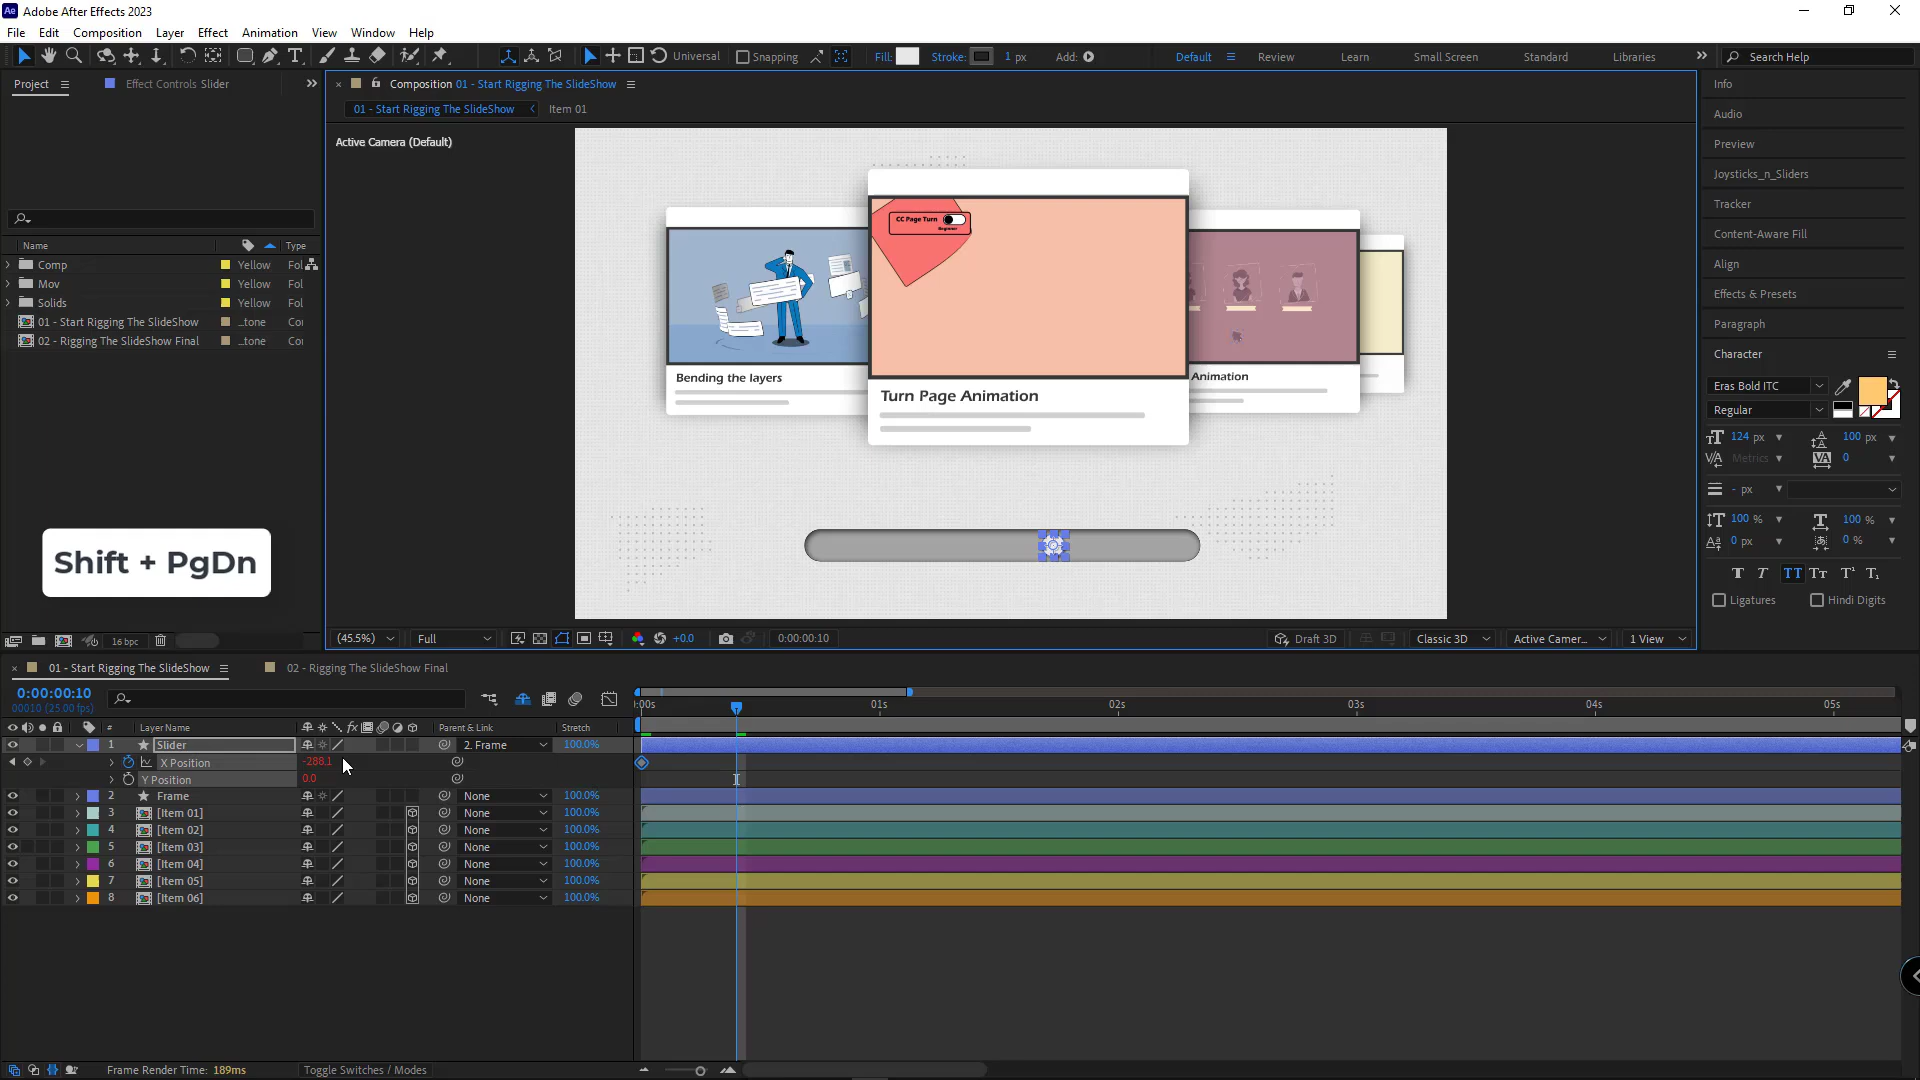 Adobe After Effects 2023
File Edit Composition Layer Effect Animation View Window Help
Universal Snapping Fill: Stroke: 1 px Add: Default Review Learn Small Screen Standard Libraries Search Help
Project Effect Controls Slider
Composition 01 - Start Rigging The SlideShow
01 - Start Rigging The SlideShow Item 01
Active Camera (Default)
Name Type
Comp Yellow Fol
Mov Yellow Fol
Solids Yellow Fol
01 - Start Rigging The SlideShow ...tone Coi
02 - Rigging The SlideShow Final ...tone Coi
Shift + PgDn
16 bpc
CC Page Turn
Beginner
Bending the layers
Turn Page Animation
Animation
(45.5%) Full +0.0 0:00:00:10 Draft 3D Classic 3D Active Camer... 1 View
Info
Audio
Preview
Joysticks_n_Sliders
Tracker
Content-Aware Fill
Align
Effects & Presets
Paragraph
Character
Eras Bold ITC
Regular
124 px 100 px
Metrics 0
- px
100 % 100 %
0 px 0 %
T T TT Tt T¹ T₁
Ligatures Hindi Digits
01 - Start Rigging The SlideShow 02 - Rigging The SlideShow Final
0:00:00:10
00010 (25.00 fps)
:00s 01s 02s 03s 04s 05s
# Layer Name fx Parent & Link Stretch
1 Slider 2. Frame 100.0%
X Position -288.1
Y Position 0.0
2 Frame None 100.0%
3 [Item 01] None 100.0%
4 [Item 02] None 100.0%
5 [Item 03] None 100.0%
6 [Item 04] None 100.0%
7 [Item 05] None 100.0%
8 [Item 06] None 100.0%
Frame Render Time: 189ms Toggle Switches / Modes